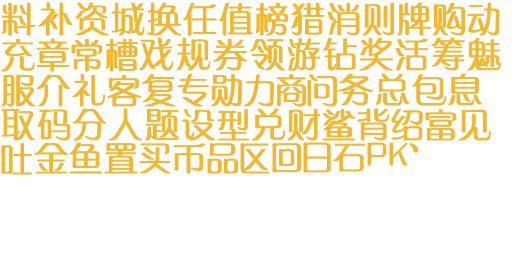 料补资城换任值榜猎消则牌购动
充章常槽戏规券领游钻奖活筹魅
服介礼客复专勋力商问务总包息
取码分人题设型兑财鲨背绍富见
吐金鱼置买币品区回日石PK`